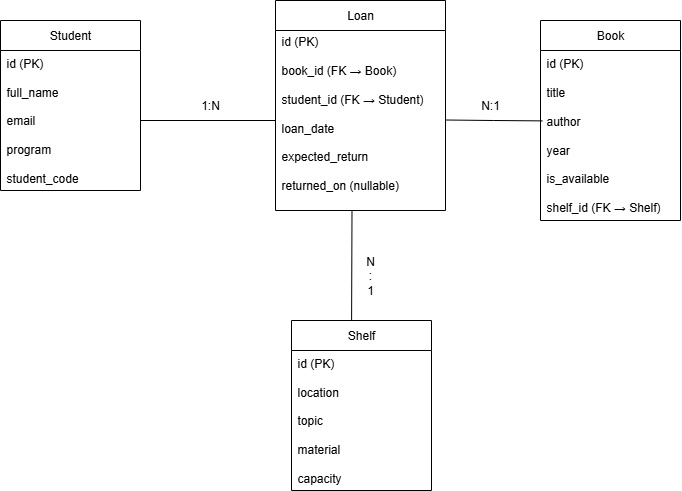 Student
id (PK)
full_name
email
program
student_code
1:N
Loan
id (PK)
book_id (FK → Book)
student_id (FK → Student)
loan_date
expected_return
returned_on (nullable)
N:1
Book
id (PK)
title
author
year
is_available
shelf_id (FK → Shelf)
N
:
1
Shelf
id (PK)
location
topic
material
capacity